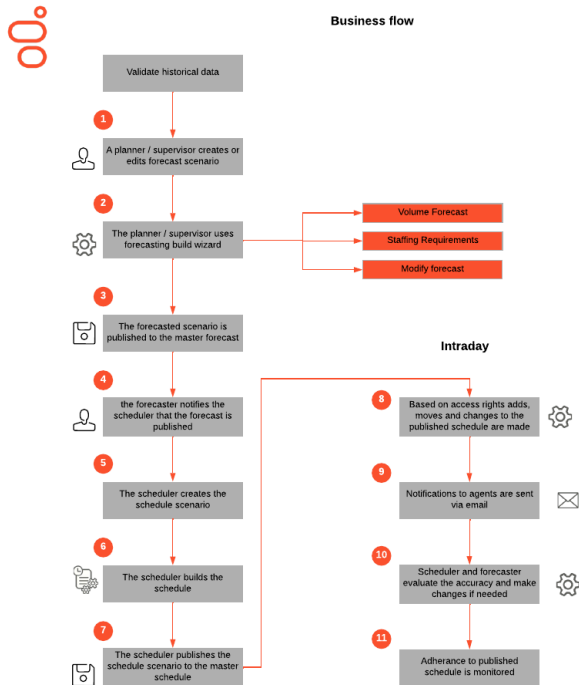 Business flow
Validate historical data
1
A planner / supervisor creates or
edits forecast scenario
2
The planner / supervisor uses
forecasting build wizard
Volume Forecast
Staffing Requirements
Modify forecast
3
The forecasted scenario is
published to the master forecast
4
the forecaster notifies the
scheduler that the forecast is
published
5
The scheduler creates the
schedule scenario
6
The scheduler builds the
schedule
7
The scheduler publishes the
schedule scenario to the master
schedule
Intraday
8
Based on access rights adds,
moves and changes to the
published schedule are made
9
Notifications to agents are sent
via email
10
Scheduler and forecaster
evaluate the accuracy and make
changes if needed
11
Adherance to published
schedule is monitored